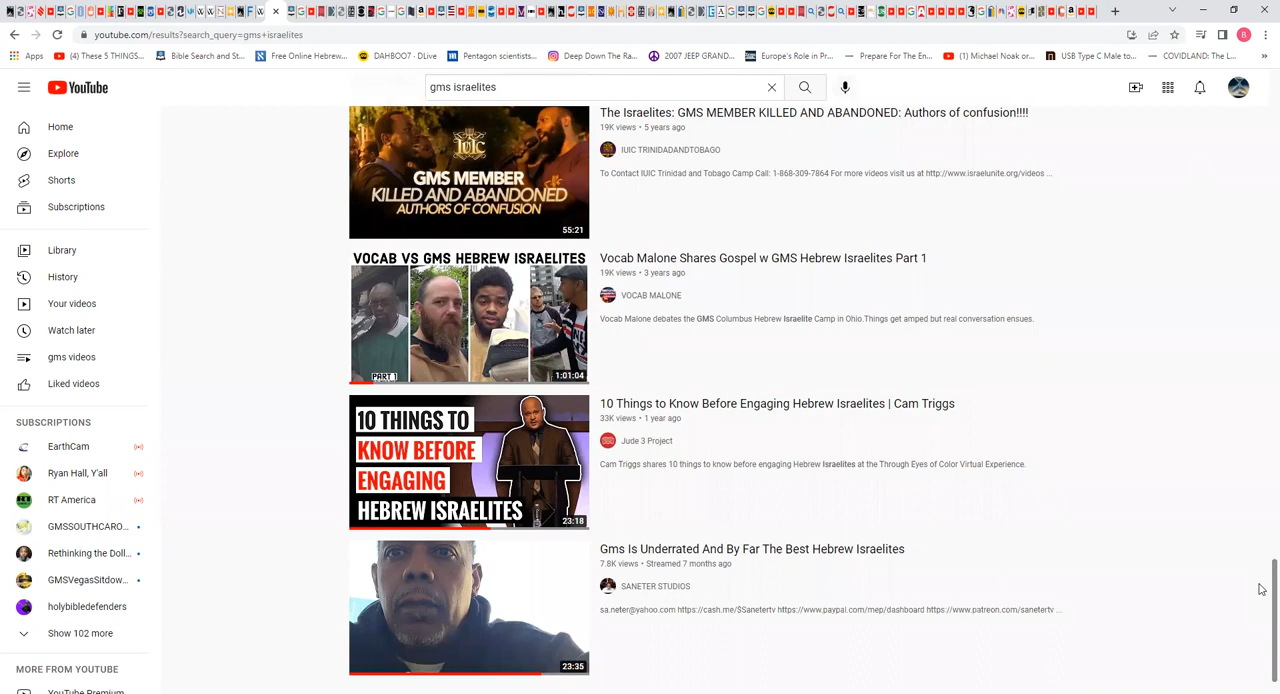 youtube.com/results?search_query=gms+israelites
B
Apps
(4) These 5 THINGS...
Bible Search and St...
Free Online Hebrew...
DAHBOO7 - DLive
Pentagon scientists...
Deep Down The Ra...
2007 JEEP GRAND...
Europe's Role in Pr...
Prepare For The En...
(1) Michael Noak or...
USB Type C Male to...
COVIDLAND: The L...
YouTube
gms israelites
Home
Explore
Shorts
Subscriptions
Library
History
Your videos
Watch later
gms videos
Liked videos
SUBSCRIPTIONS
EarthCam
Ryan Hall, Y'all
RT America
GMSSOUTHCARO...
Rethinking the Doll...
GMSVegasSitdow...
holybibledefenders
Show 102 more
MORE FROM YOUTUBE
YouTube Premium
IUIC
GMS MEMBER
KILLED AND ABANDONED
AUTHORS OF CONFUSION
55:21
The Israelites: GMS MEMBER KILLED AND ABANDONED: Authors of confusion!!!!
19K views • 5 years ago
IUIC TRINIDADANDTOBAGO
To Contact IUIC Trinidad and Tobago Camp Call: 1-868-309-7864 For more videos visit us at http://www.israelunite.org/videos ...
VOCAB VS GMS HEBREW ISRAELITES
PART 1
1:01:04
Vocab Malone Shares Gospel w GMS Hebrew Israelites Part 1
19K views • 3 years ago
VOCAB MALONE
Vocab Malone debates the GMS Columbus Hebrew Israelite Camp in Ohio.Things get amped but real conversation ensues.
10 THINGS TO
KNOW BEFORE
ENGAGING
HEBREW ISRAELITES
23:18
10 Things to Know Before Engaging Hebrew Israelites | Cam Triggs
33K views • 1 year ago
Jude 3 Project
Cam Triggs shares 10 things to know before engaging Hebrew Israelites at the Through Eyes of Color Virtual Experience.
23:35
Gms Is Underrated And By Far The Best Hebrew Israelites
7.8K views • Streamed 7 months ago
SANETER STUDIOS
sa.neter@yahoo.com https://cash.me/$Sanetertv https://www.paypal.com/mep/dashboard https://www.patreon.com/sanetertv ...